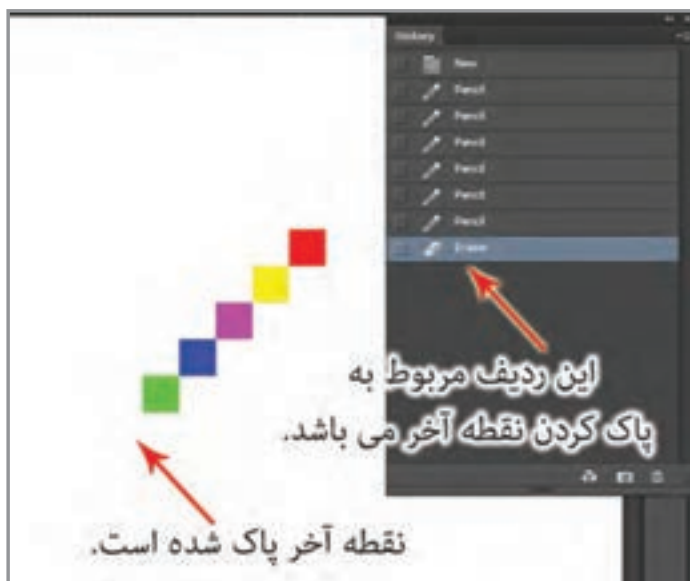 History
New
Pencil
Pencil
Pencil
Pencil
Pencil
Pencil
Eraser
این ردیف مربوط به
پاک کردن نقطه آخر می باشد.
نقطه آخر پاک شده است.